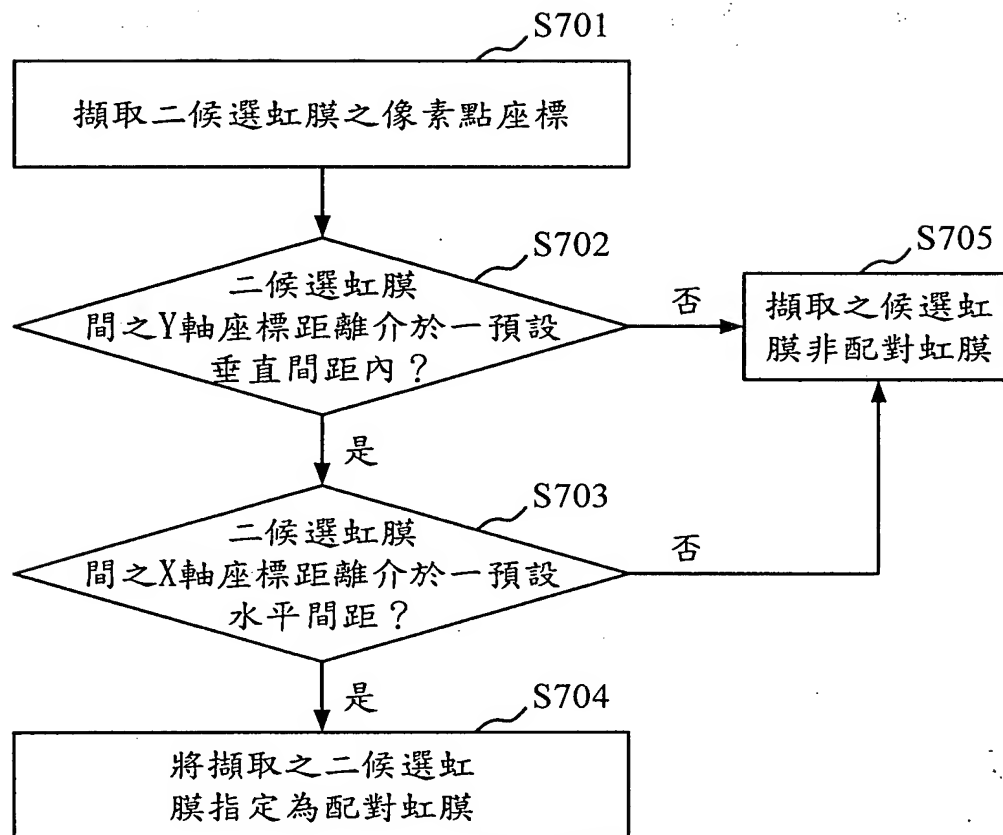 S701
擷取二候選虹膜之像素點座標
S702
二候選虹膜
間之Y軸座標距離介於一預設
垂直間距內?
否
S705
擷取之候選虹
膜非配對虹膜
是
S703
二候選虹膜
間之X軸座標距離介於一預設
水平間距?
否
是
S704
將擷取之二候選虹
膜指定為配對虹膜